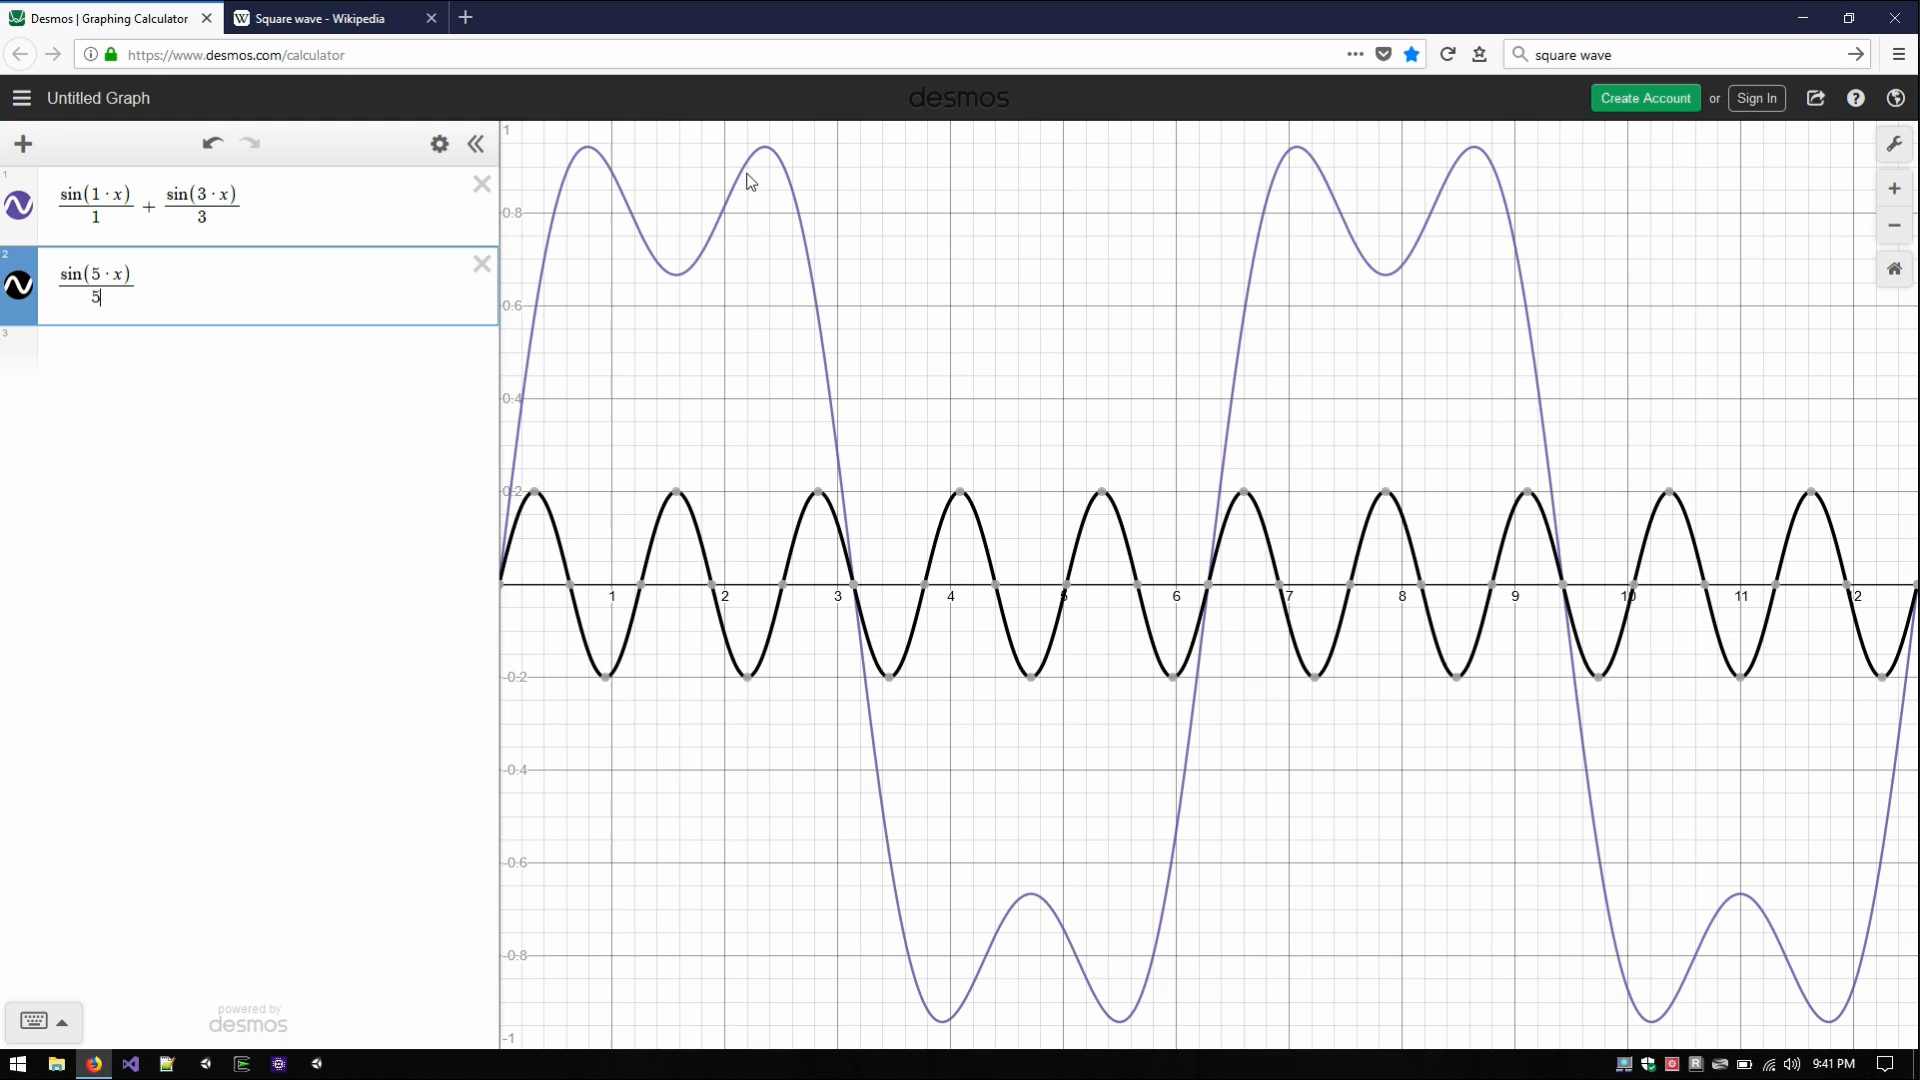 Desmos | Graphing Calculator
Square wave - Wikipedia
https://www.desmos.com/calculator
square wave
Untitled Graph
desmos
Create Account or Sign In
1
sin(1·x)/1 + sin(3·x)/3
2
sin(5·x)/5
3
1
0.8
0.6
0.4
0.2
1 2 3 4 5 6 7 8 9 10 11 12
-0.2
-0.4
-0.6
-0.8
-1
powered by
desmos
9:41 PM